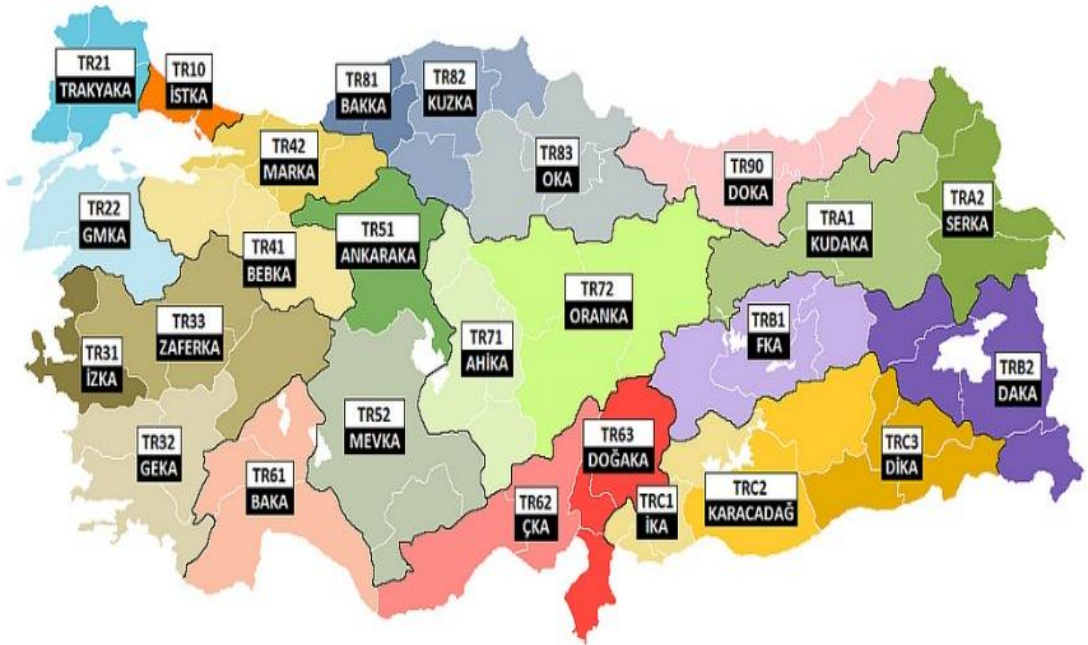 TR21
TRAKYAKA
TR10
İSTKA
TR81
BAKKA
TR82
KUZKA
TR42
MARKA
TR83
OKA
TR90
DOKA
TRA2
SERKA
TR22
GMKA
TR41
BEBKA
TR51
ANKARAKA
TRA1
KUDAKA
TR72
ORANKA
TR31
İZKA
TR33
ZAFERKA
TR71
AHİKA
TRB1
FKA
TRB2
DAKA
TR32
GEKA
TR61
BAKA
TR52
MEVKA
TR63
DOĞAKA
TR62
ÇKA
TRC1
İKA
TRC2
KARACADAĞ
TRC3
DİKA